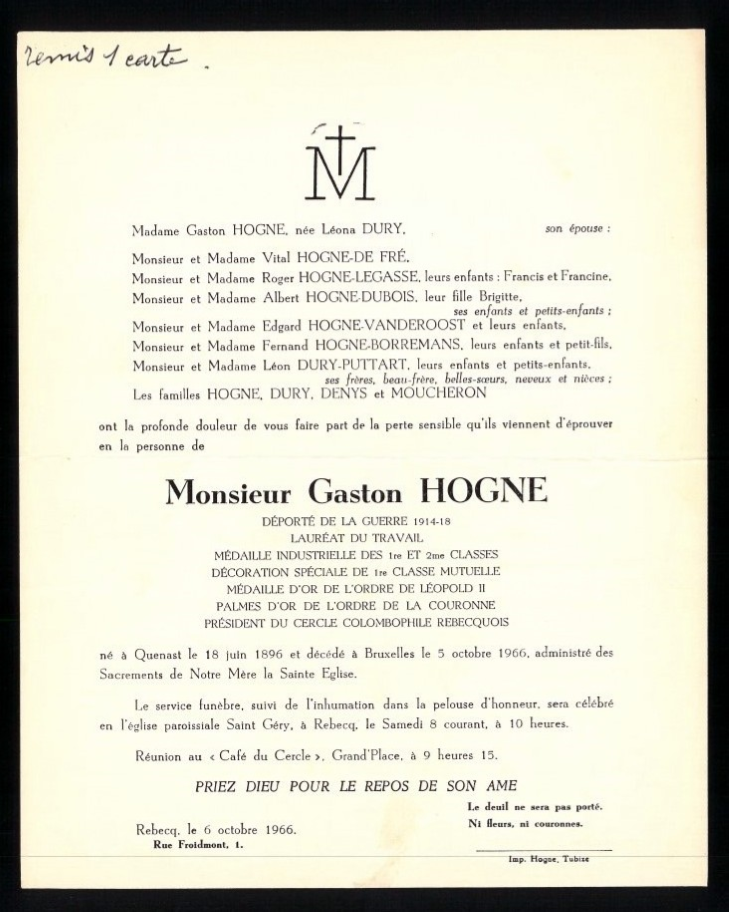 remis 1 carte .
M
Madame Gaston HOGNE, née Léona DURY, son épouse :
Monsieur et Madame Vital HOGNE-DE FRÉ,
Monsieur et Madame Roger HOGNE-LEGASSE, leurs enfants : Francis et Francine,
Monsieur et Madame Albert HOGNE-DUBOIS, leur fille Brigitte,
ses enfants et petits-enfants ;
Monsieur et Madame Edgard HOGNE-VANDEROOST et leurs enfants,
Monsieur et Madame Fernand HOGNE-BORREMANS, leurs enfants et petit-fils,
Monsieur et Madame Léon DURY-PUTTART, leurs enfants et petits-enfants,
ses frères, beau-frère, belles-sœurs, neveux et nièces ;
Les familles HOGNE, DURY, DENYS et MOUCHERON
ont la profonde douleur de vous faire part de la perte sensible qu'ils viennent d'éprouver
en la personne de
Monsieur Gaston HOGNE
DÉPORTÉ DE LA GUERRE 1914-18
LAURÉAT DU TRAVAIL
MÉDAILLE INDUSTRIELLE DES 1re ET 2me CLASSES
DÉCORATION SPÉCIALE DE 1re CLASSE MUTUELLE
MÉDAILLE D'OR DE L'ORDRE DE LÉOPOLD II
PALMES D'OR DE L'ORDRE DE LA COURONNE
PRÉSIDENT DU CERCLE COLOMBOPHILE REBECQUOIS
né à Quenast le 18 juin 1896 et décédé à Bruxelles le 5 octobre 1966, administré des
Sacrements de Notre Mère la Sainte Eglise.
Le service funèbre, suivi de l'inhumation dans la pelouse d'honneur, sera célébré
en l'église paroissiale Saint Géry, à Rebecq, le Samedi 8 courant, à 10 heures.
Réunion au « Café du Cercle », Grand'Place, à 9 heures 15.
PRIEZ DIEU POUR LE REPOS DE SON AME
Le deuil ne sera pas porté.
Ni fleurs, ni couronnes.
Rebecq, le 6 octobre 1966.
Rue Froidmont, 1.
Imp. Hogne, Tubize